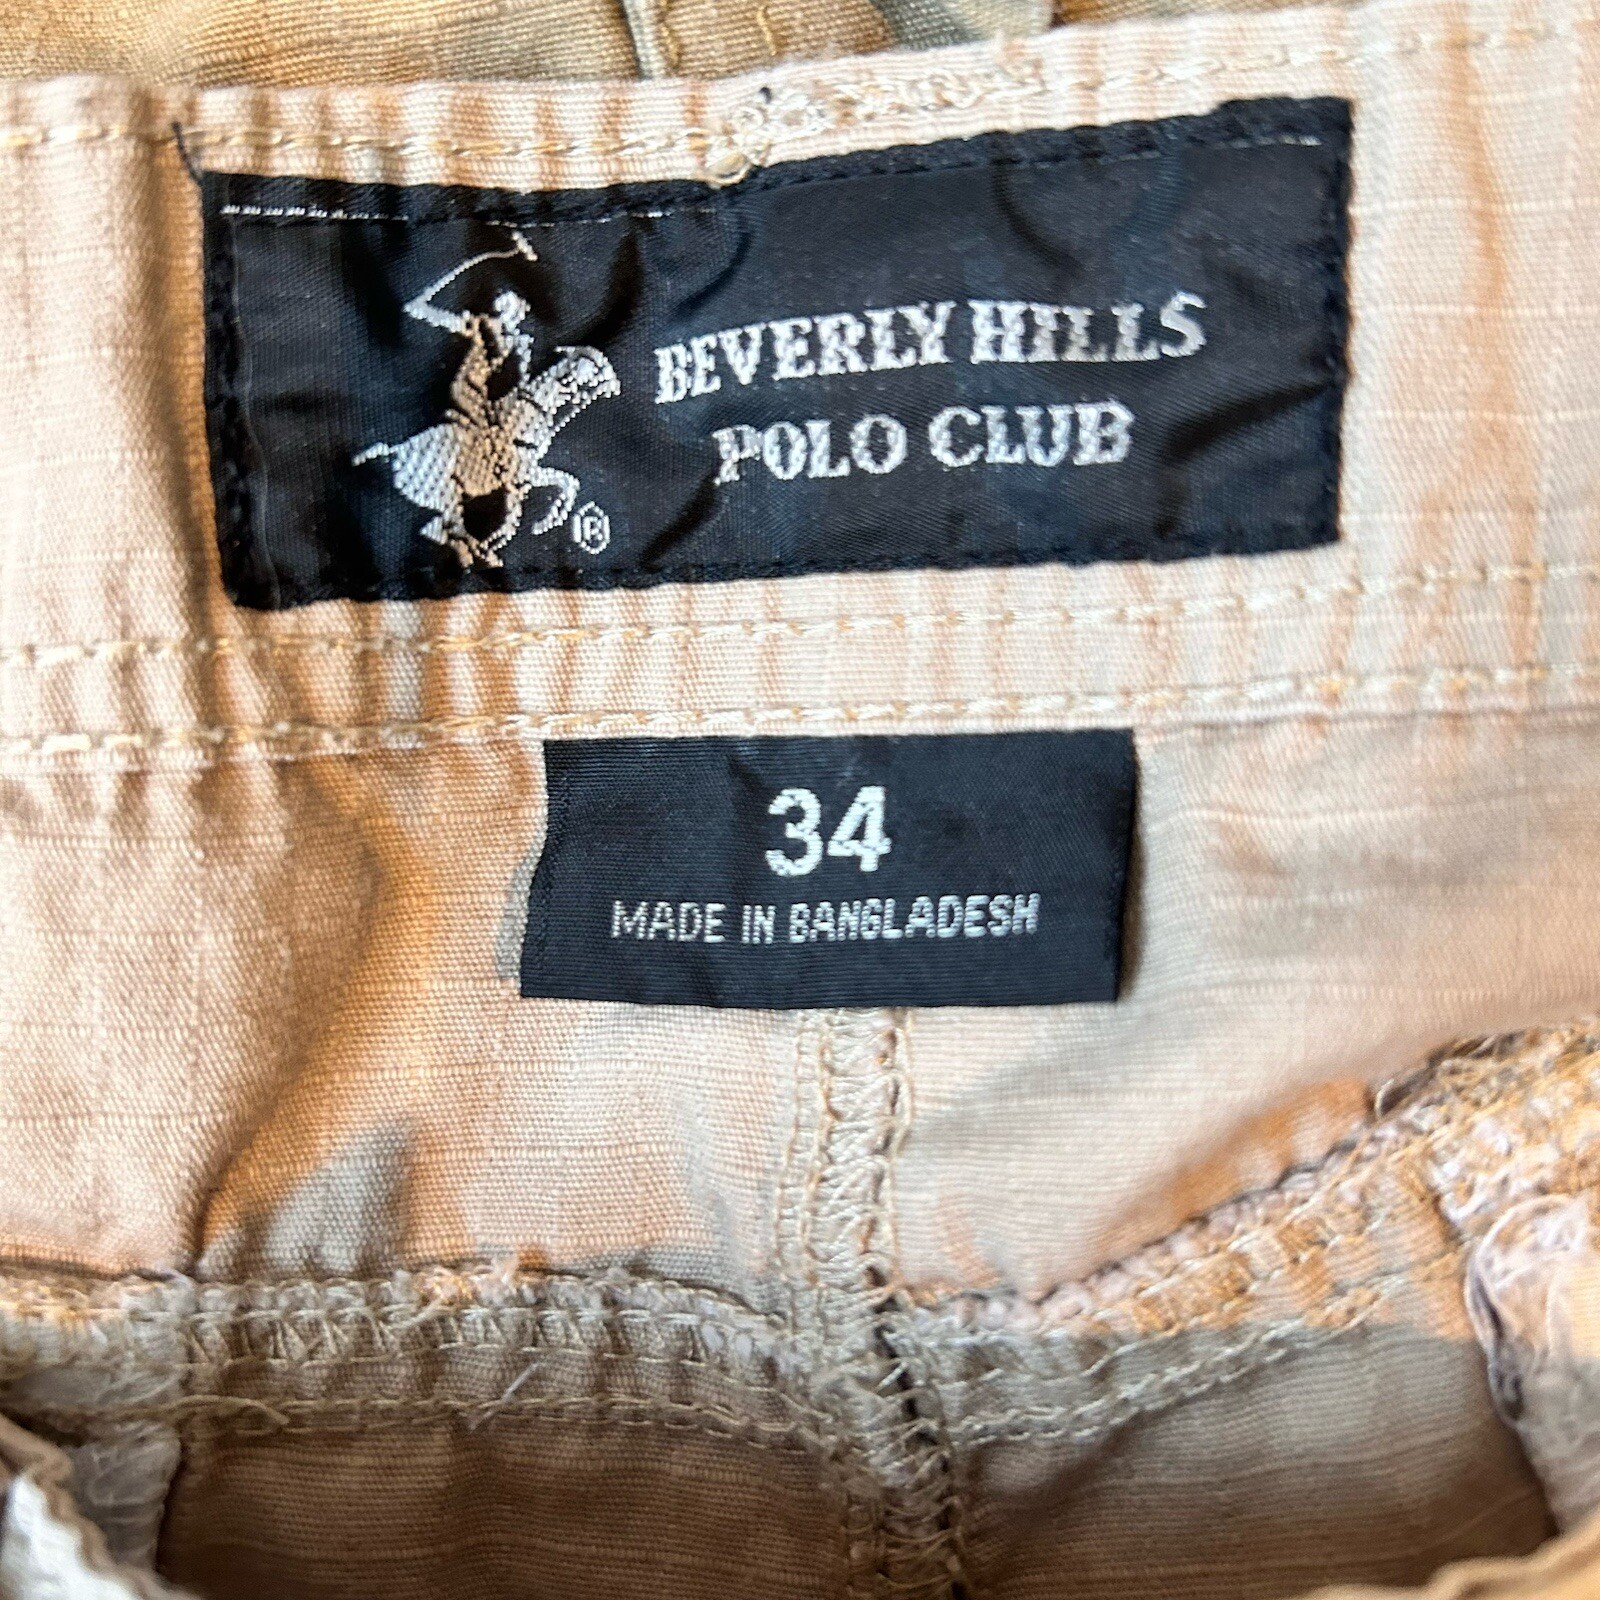 BEVERLY HILLS
POLO CLUB
®
34
MADE IN BANGLADESH